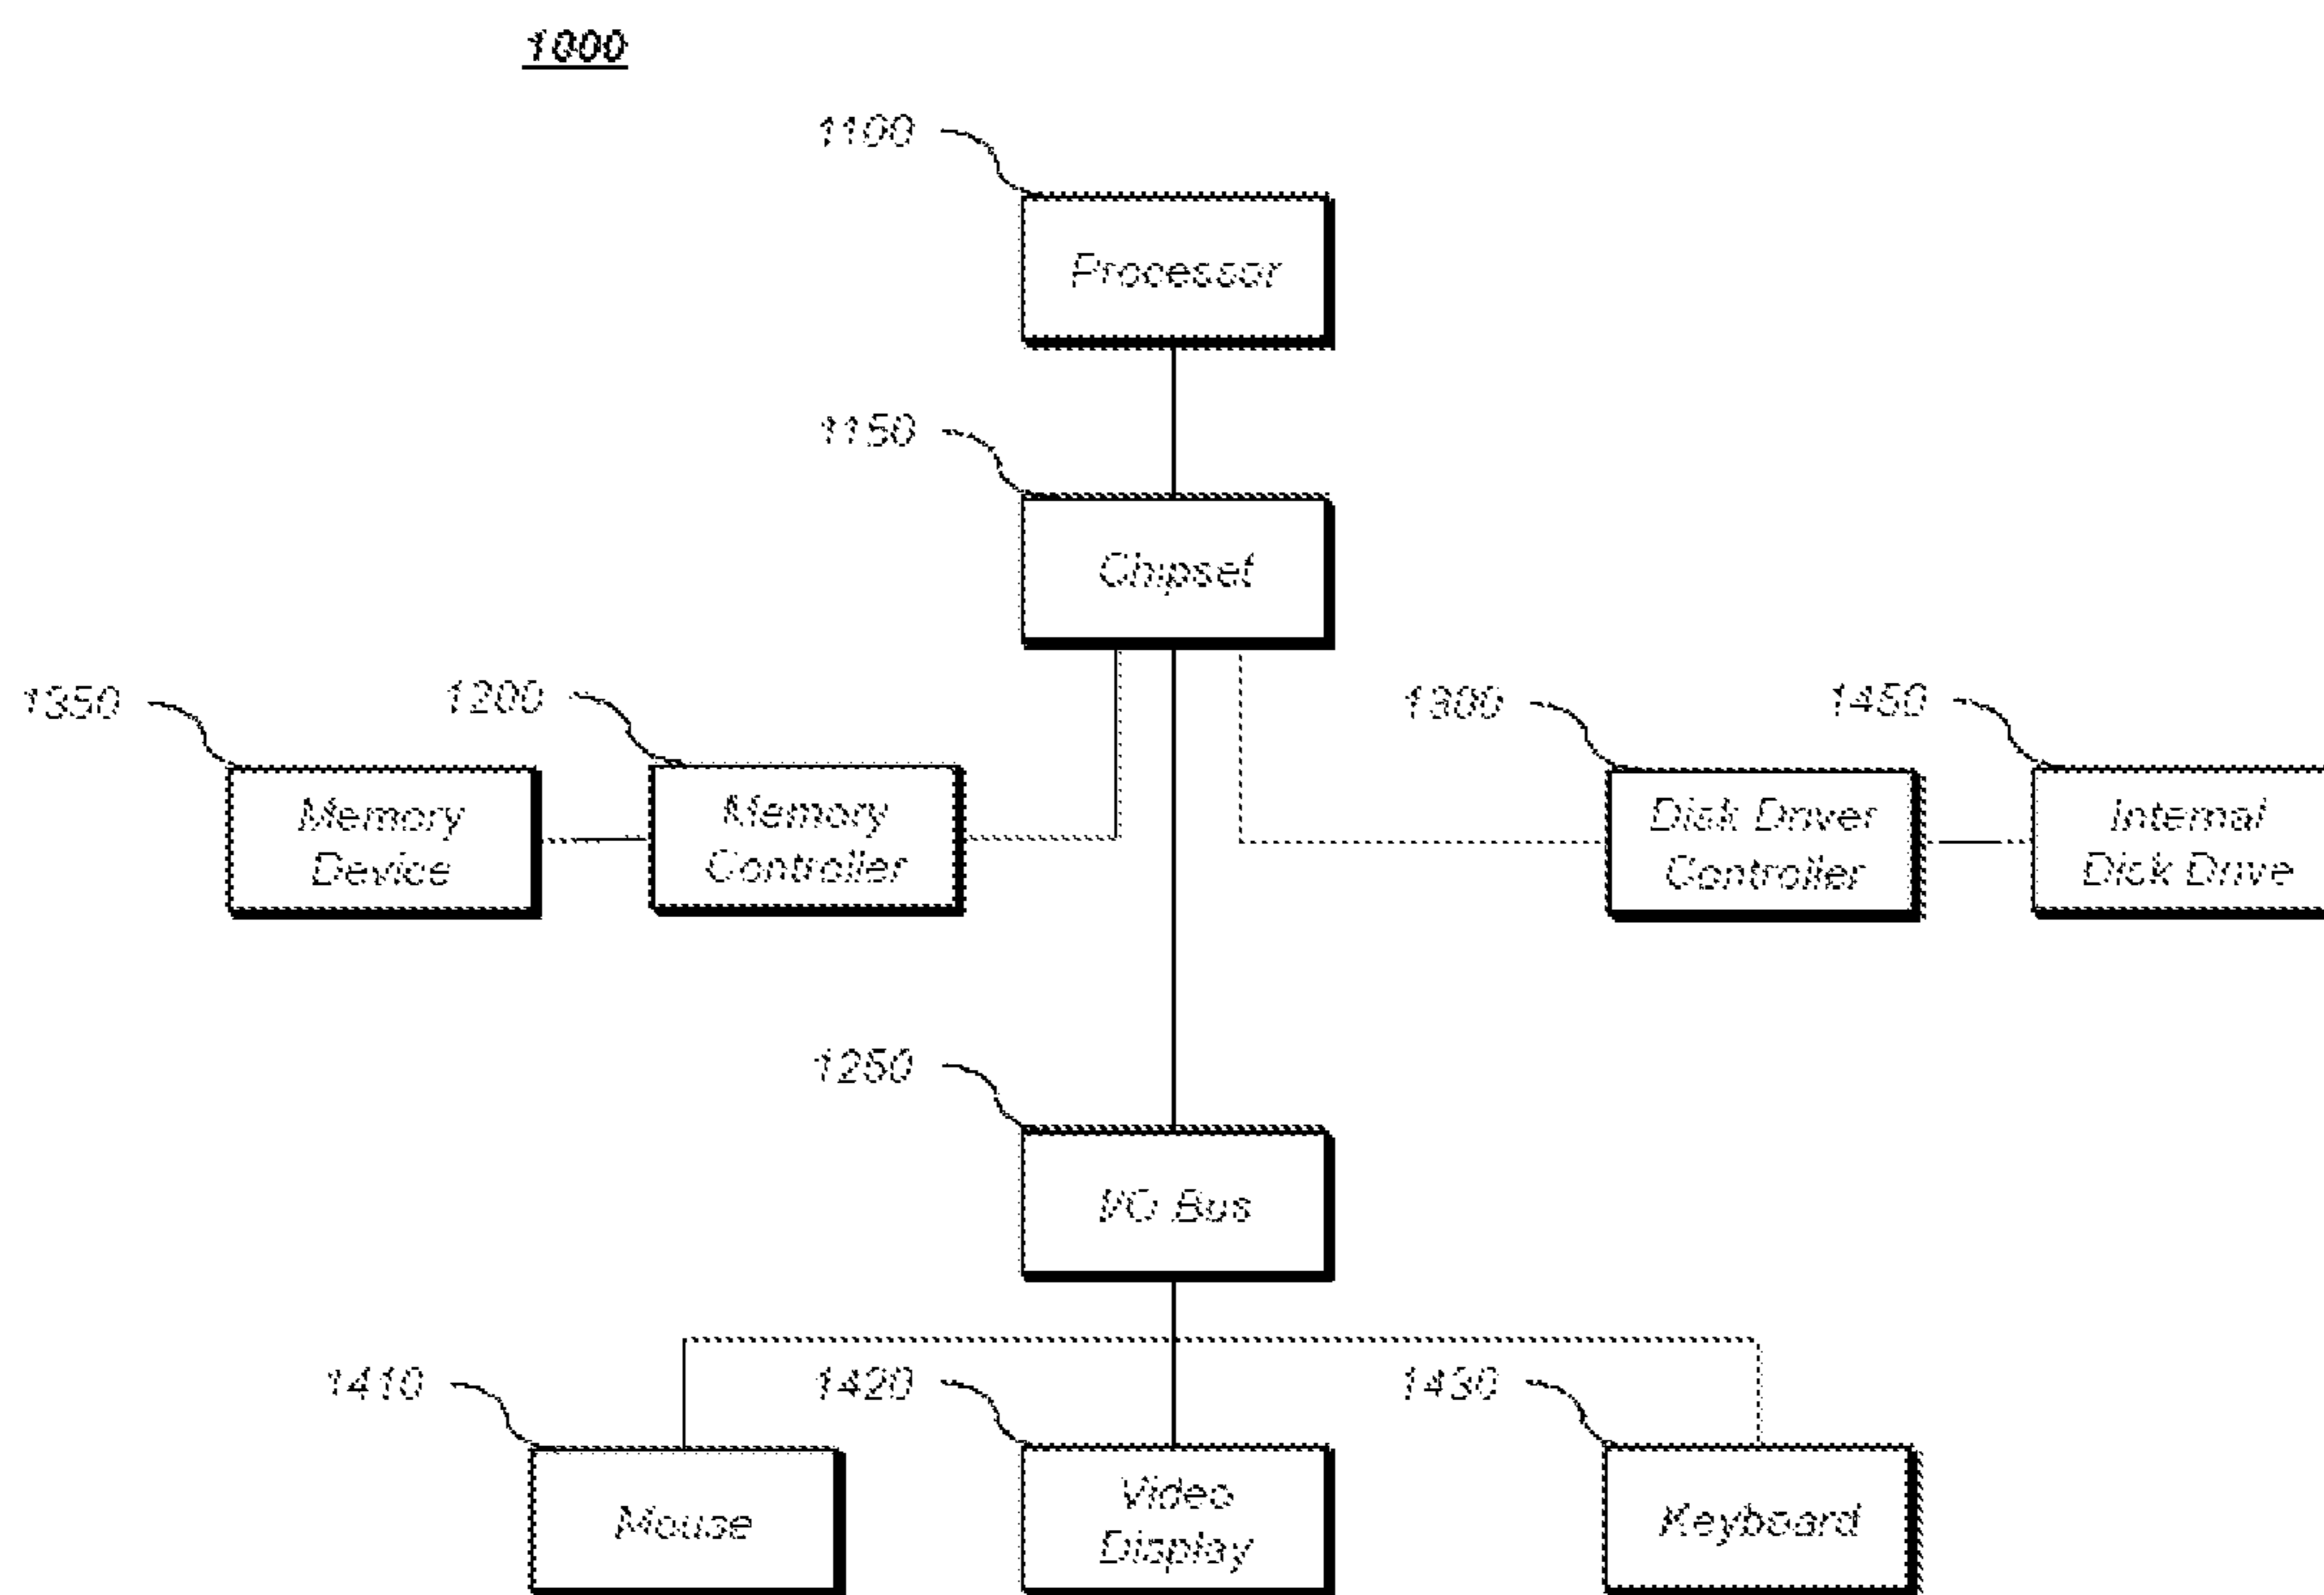 1000
1100
Processor
1150
Chipset
1350
1200
1300
1450
Memory
Device
Memory
Controller
Disk Driver
Controller
Internal
Disk Drive
1250
I/O Bus
1410
1420
1430
Mouse
Video
Display
Keyboard